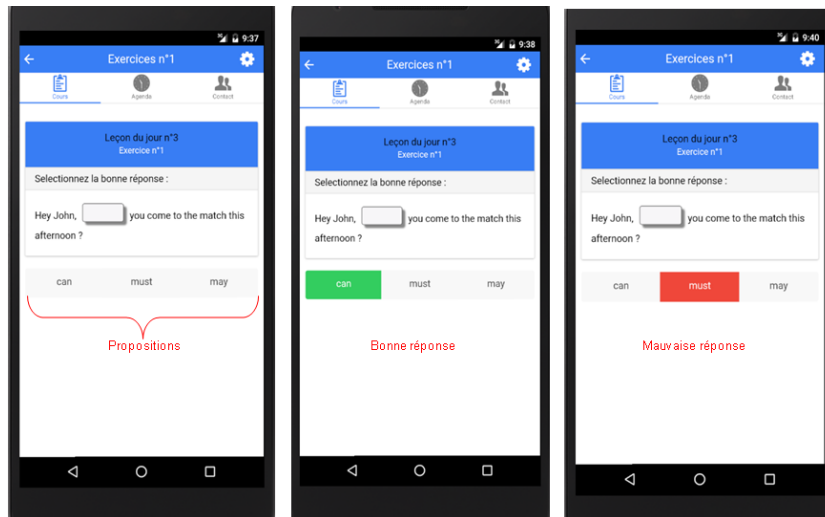 9:37
Exercices n°1
Cours Agenda Contact
Leçon du jour n°3
Exercice n°1
Selectionnez la bonne réponse :
Hey John, you come to the match this
afternoon ?
can must may
Propositions
9:38
Exercices n°1
Cours Agenda Contact
Leçon du jour n°3
Exercice n°1
Selectionnez la bonne réponse :
Hey John, you come to the match this
afternoon ?
can must may
Bonne réponse
9:40
Exercices n°1
Cours Agenda Contact
Leçon du jour n°3
Exercice n°1
Selectionnez la bonne réponse :
Hey John, you come to the match this
afternoon ?
can must may
Mauvaise réponse